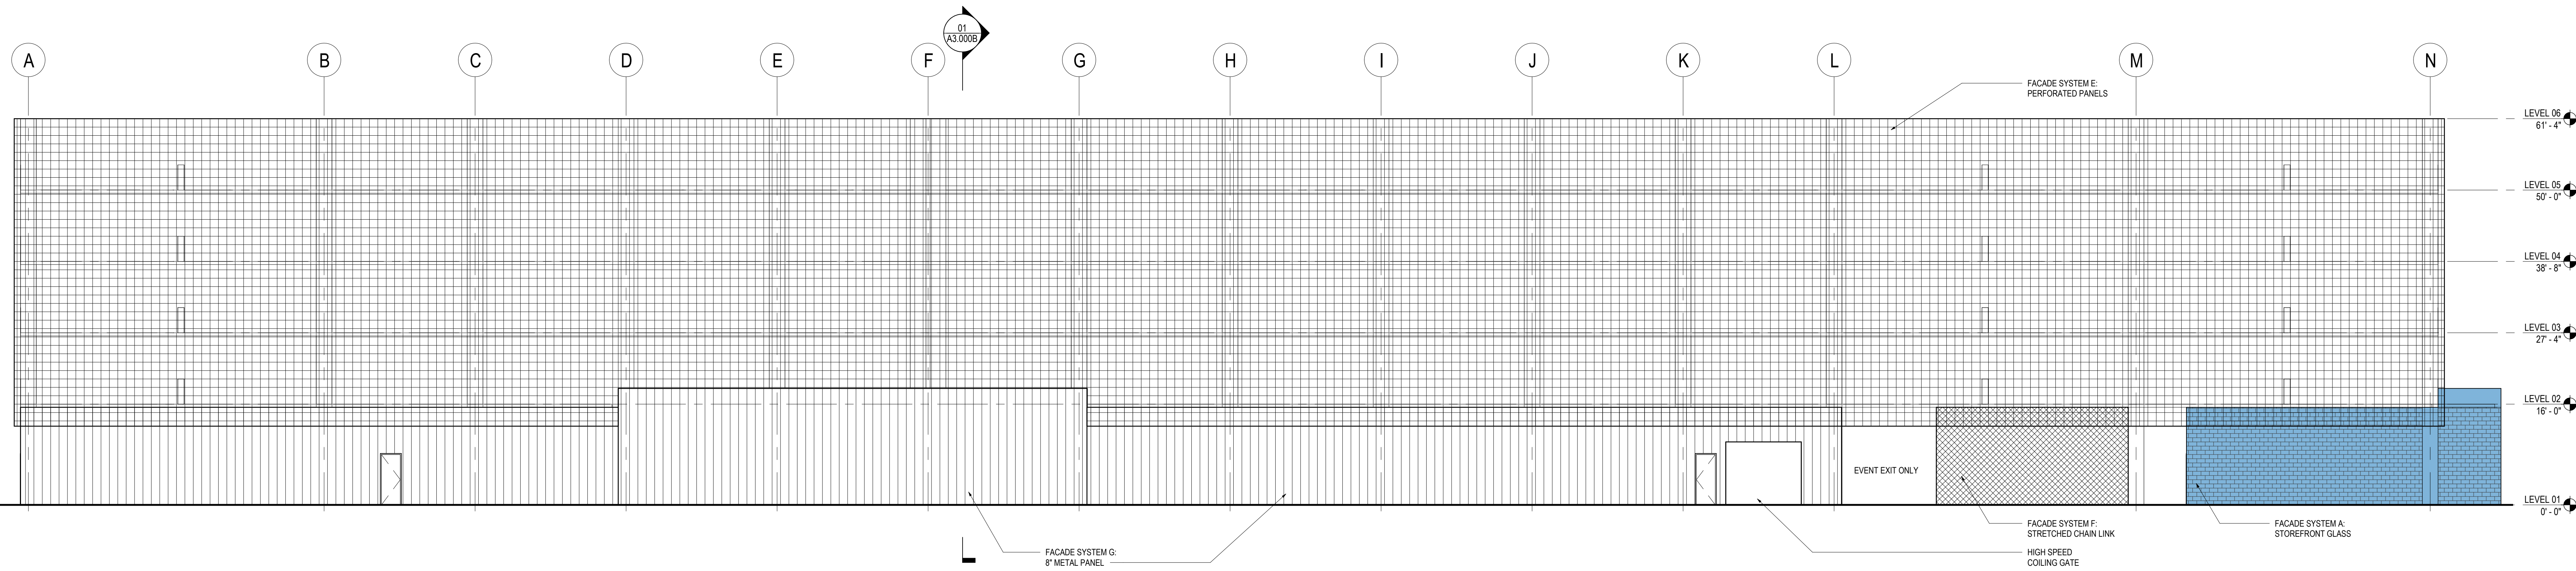 01
A3.000B
A
B
C
D
E
F
G
H
I
J
K
L
M
N
FACADE SYSTEM E:
PERFORATED PANELS
LEVEL 06
61' - 4"
LEVEL 05
50' - 0"
LEVEL 04
38' - 8"
LEVEL 03
27' - 4"
LEVEL 02
16' - 0"
EVENT EXIT ONLY
LEVEL 01
0' - 0"
FACADE SYSTEM F:
STRETCHED CHAIN LINK
FACADE SYSTEM A:
STOREFRONT GLASS
FACADE SYSTEM G:
8" METAL PANEL
HIGH SPEED
COILING GATE